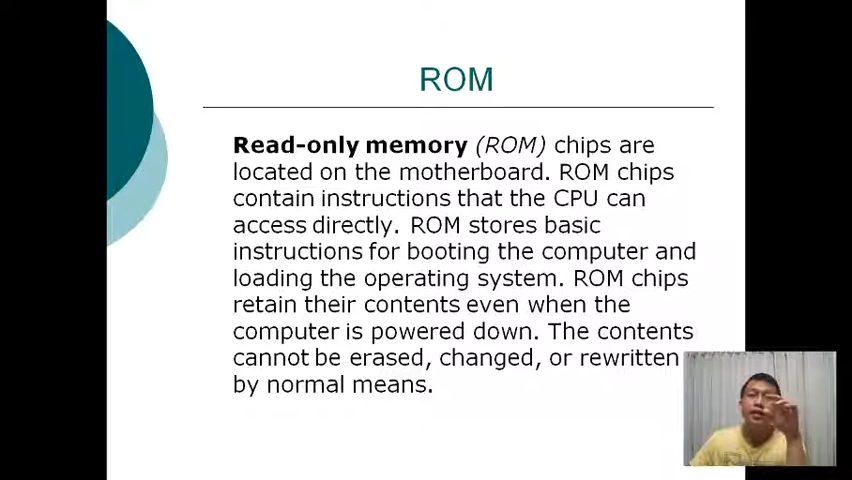 ROM
Read-only memory (ROM) chips are
located on the motherboard. ROM chips
contain instructions that the CPU can
access directly. ROM stores basic
instructions for booting the computer and
loading the operating system. ROM chips
retain their contents even when the
computer is powered down. The contents
cannot be erased, changed, or rewritten
by normal means.